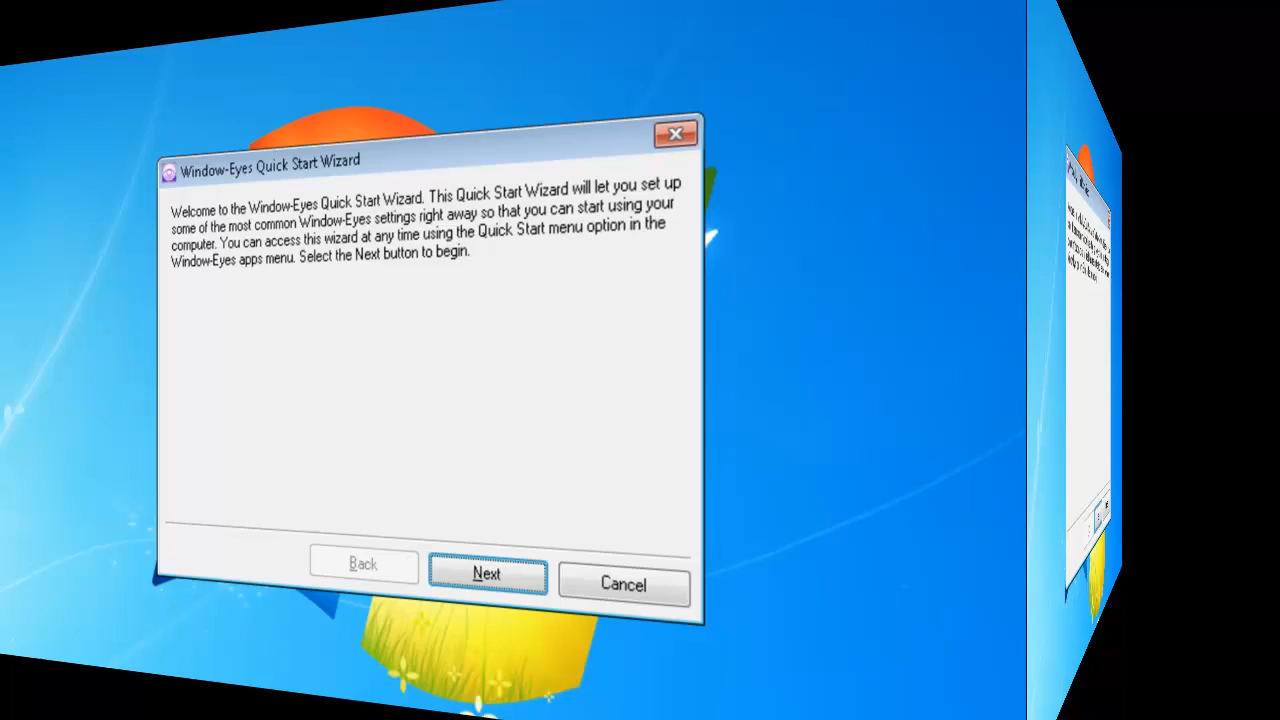 Window-Eyes Quick Start Wizard
Welcome to the Window-Eyes Quick Start Wizard. This Quick Start Wizard will let you set up
some of the most common Window-Eyes settings right away so that you can start using your
computer. You can access this wizard at any time using the Quick Start menu option in the
Window-Eyes apps menu. Select the Next button to begin.
Back
Next
Cancel